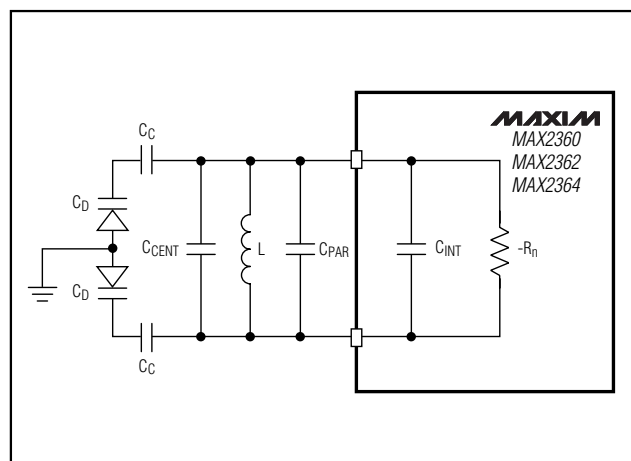 MAXIM
MAX2360
MAX2362
MAX2364
CC
CD
CCENT
L
CPAR
CINT
-Rn
CD
CC